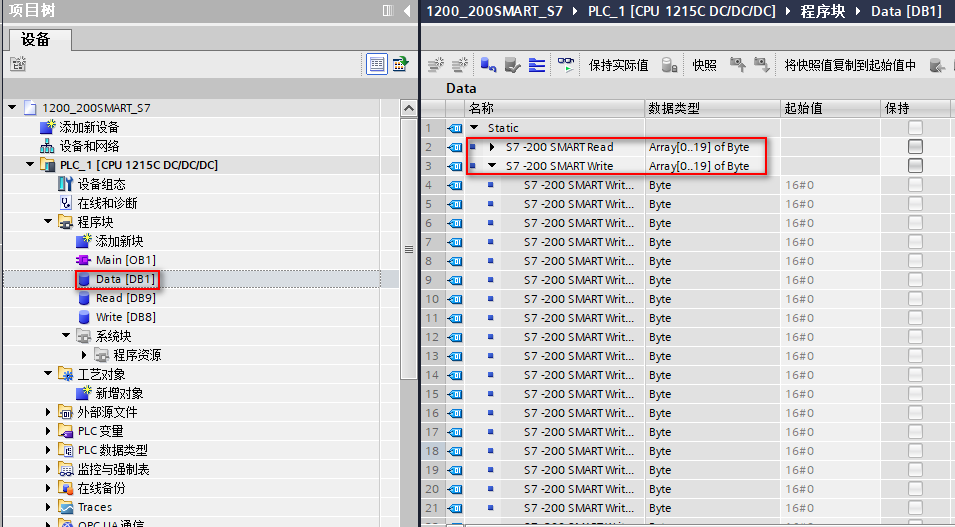 项目树
设备
1200_200SMART_S7
添加新设备
设备和网络
PLC_1 [CPU 1215C DC/DC/DC]
设备组态
在线和诊断
程序块
添加新块
Main [OB1]
Data [DB1]
Read [DB9]
Write [DB8]
系统块
程序资源
工艺对象
新增对象
外部源文件
PLC 变量
PLC 数据类型
监控与强制表
在线备份
Traces
OPC UA 通信
1200_200SMART_S7 PLC_1 [CPU 1215C DC/DC/DC] 程序块 Data [DB1]
保持实际值 快照 将快照值复制到起始值中
Data
名称 数据类型 起始值 保持
1 Static
2 S7 -200 SMART Read Array[0..19] of Byte
3 S7 -200 SMART Write Array[0..19] of Byte
4 S7 -200 SMART Writ... Byte 16#0
5 S7 -200 SMART Writ... Byte 16#0
6 S7 -200 SMART Writ... Byte 16#0
7 S7 -200 SMART Writ... Byte 16#0
8 S7 -200 SMART Writ... Byte 16#0
9 S7 -200 SMART Writ... Byte 16#0
10 S7 -200 SMART Writ... Byte 16#0
11 S7 -200 SMART Writ... Byte 16#0
12 S7 -200 SMART Writ... Byte 16#0
13 S7 -200 SMART Writ... Byte 16#0
14 S7 -200 SMART Writ... Byte 16#0
15 S7 -200 SMART Writ... Byte 16#0
16 S7 -200 SMART Writ... Byte 16#0
17 S7 -200 SMART Writ... Byte 16#0
18 S7 -200 SMART Writ... Byte 16#0
19 S7 -200 SMART Writ... Byte 16#0
20 S7 -200 SMART Writ... Byte 16#0
21 S7 -200 SMART Writ... Byte 16#0